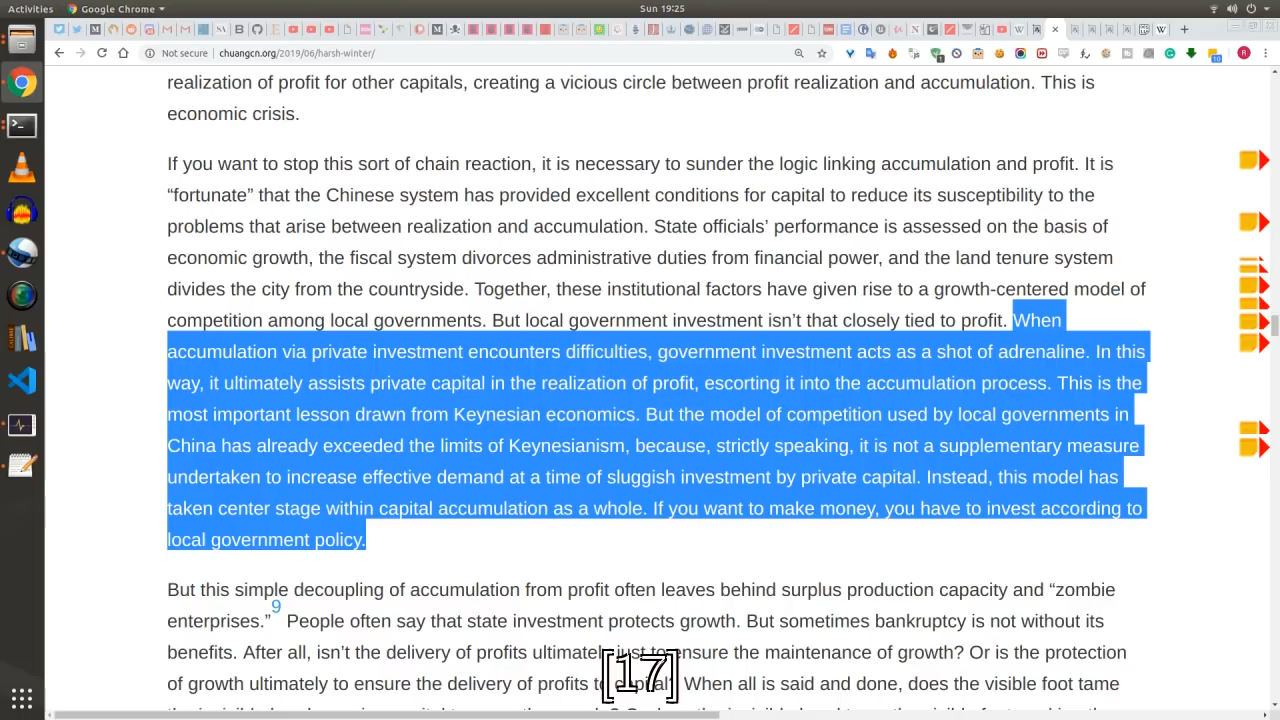 Activities
Google Chrome
Sun 19:25
Not secure
chuangcn.org/2019/06/harsh-winter/
realization of profit for other capitals, creating a vicious circle between profit realization and accumulation. This is
economic crisis.
If you want to stop this sort of chain reaction, it is necessary to sunder the logic linking accumulation and profit. It is
“fortunate” that the Chinese system has provided excellent conditions for capital to reduce its susceptibility to the
problems that arise between realization and accumulation. State officials’ performance is assessed on the basis of
economic growth, the fiscal system divorces administrative duties from financial power, and the land tenure system
divides the city from the countryside. Together, these institutional factors have given rise to a growth-centered model of
competition among local governments. But local government investment isn’t that closely tied to profit. When
accumulation via private investment encounters difficulties, government investment acts as a shot of adrenaline. In this
way, it ultimately assists private capital in the realization of profit, escorting it into the accumulation process. This is the
most important lesson drawn from Keynesian economics. But the model of competition used by local governments in
China has already exceeded the limits of Keynesianism, because, strictly speaking, it is not a supplementary measure
undertaken to increase effective demand at a time of sluggish investment by private capital. Instead, this model has
taken center stage within capital accumulation as a whole. If you want to make money, you have to invest according to
local government policy.
But this simple decoupling of accumulation from profit often leaves behind surplus production capacity and “zombie
enterprises.”9 People often say that state investment protects growth. But sometimes bankruptcy is not without its
benefits. After all, isn’t the delivery of profits ultimately just to ensure the maintenance of growth? Or is the protection
of growth ultimately to ensure the delivery of profits to capital? When all is said and done, does the visible foot tame
[17]